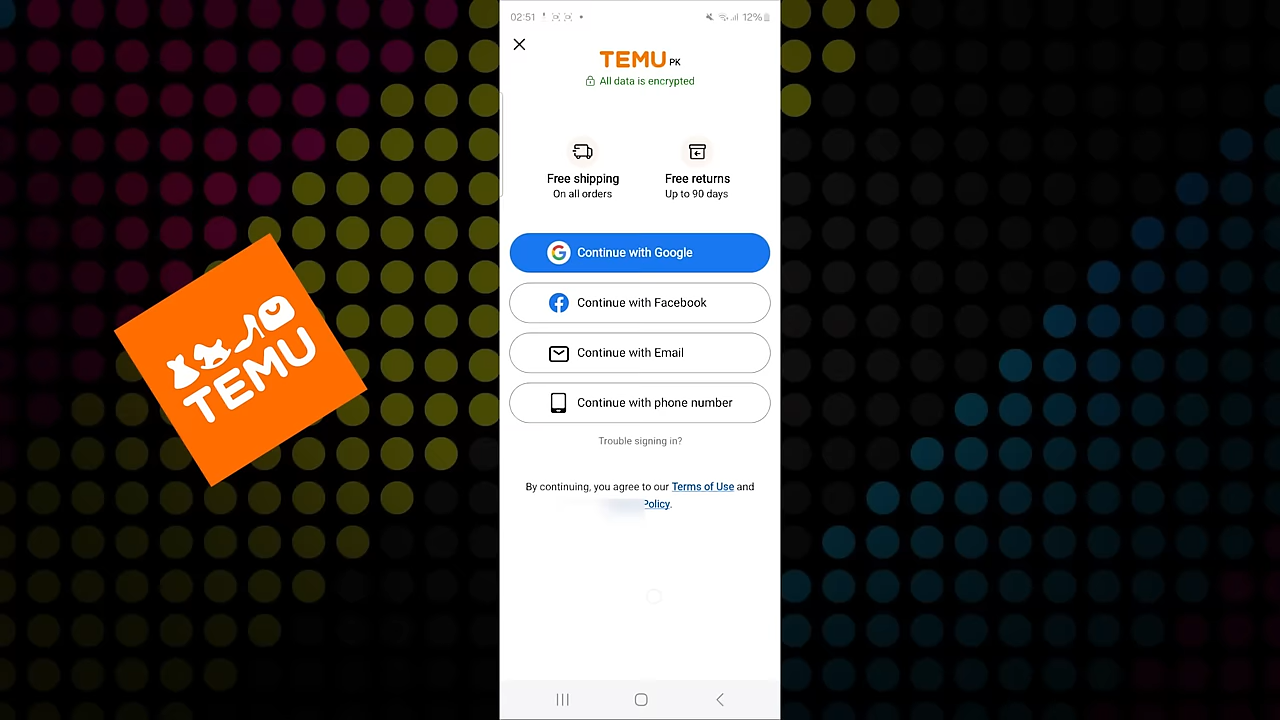 02:51
12%
TEMU PK
All data is encrypted
Free shipping
On all orders
Free returns
Up to 90 days
Continue with Google
Continue with Facebook
Continue with Email
Continue with phone number
Trouble signing in?
By continuing, you agree to our Terms of Use and
Policy.
TEMU